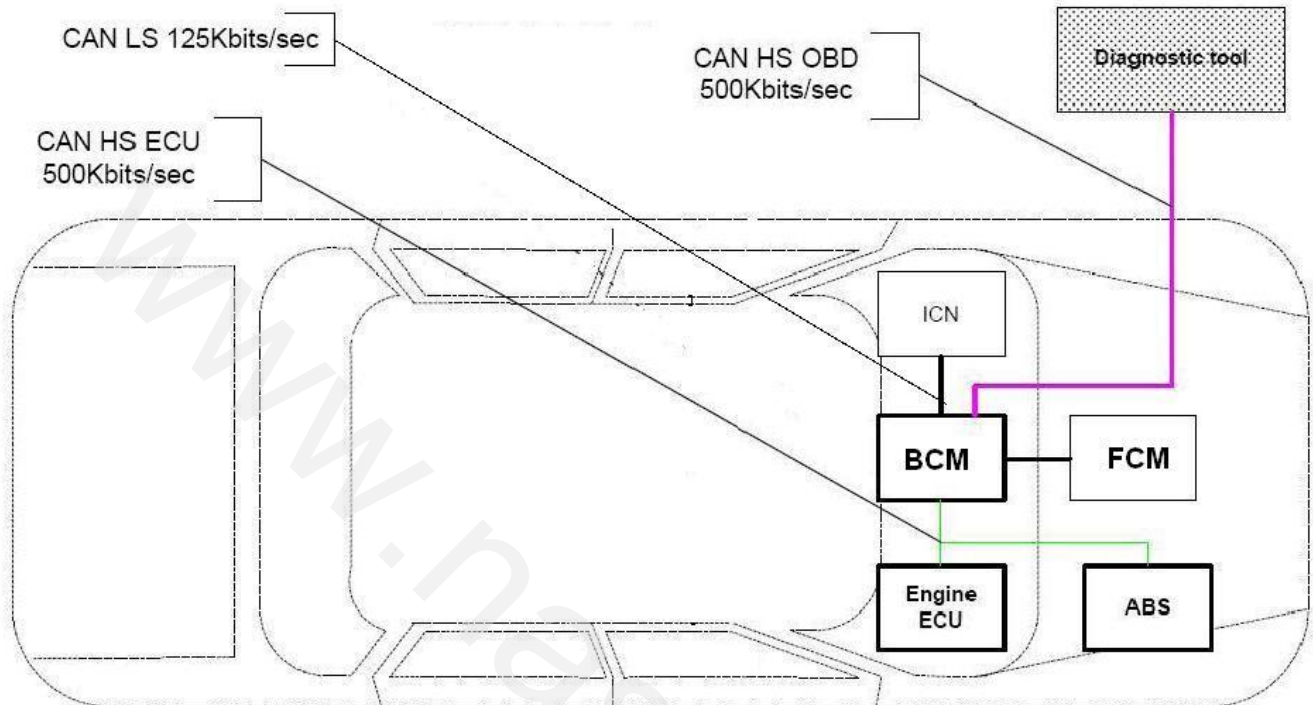 CAN LS 125Kbits/sec
CAN HS OBD
500Kbits/sec
Diagnostic tool
CAN HS ECU
500Kbits/sec
ICN
BCM
FCM
Engine
ECU
ABS